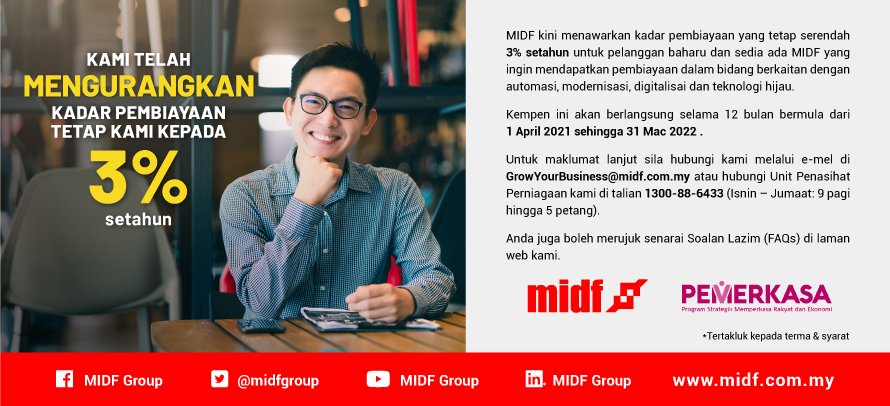 KAMI TELAH
MENGURANGKAN
KADAR PEMBIAYAAN
TETAP KAMI KEPADA
3%
setahun
MIDF kini menawarkan kadar pembiayaan yang tetap serendah
3% setahun untuk pelanggan baharu dan sedia ada MIDF yang
ingin mendapatkan pembiayaan dalam bidang berkaitan dengan
automasi, modernisasi, digitalisai dan teknologi hijau.
Kempen ini akan berlangsung selama 12 bulan bermula dari
1 April 2021 sehingga 31 Mac 2022 .
Untuk maklumat lanjut sila hubungi kami melalui e-mel di
GrowYourBusiness@midf.com.my atau hubungi Unit Penasihat
Perniagaan kami di talian 1300-88-6433 (Isnin – Jumaat: 9 pagi
hingga 5 petang).
Anda juga boleh merujuk senarai Soalan Lazim (FAQs) di laman
web kami.
midf
PEMERKASA
Program Strategik Memperkasa Rakyat dan Ekonomi
*Tertakluk kepada terma & syarat
MIDF Group
@midfgroup
MIDF Group
in. MIDF Group
www.midf.com.my